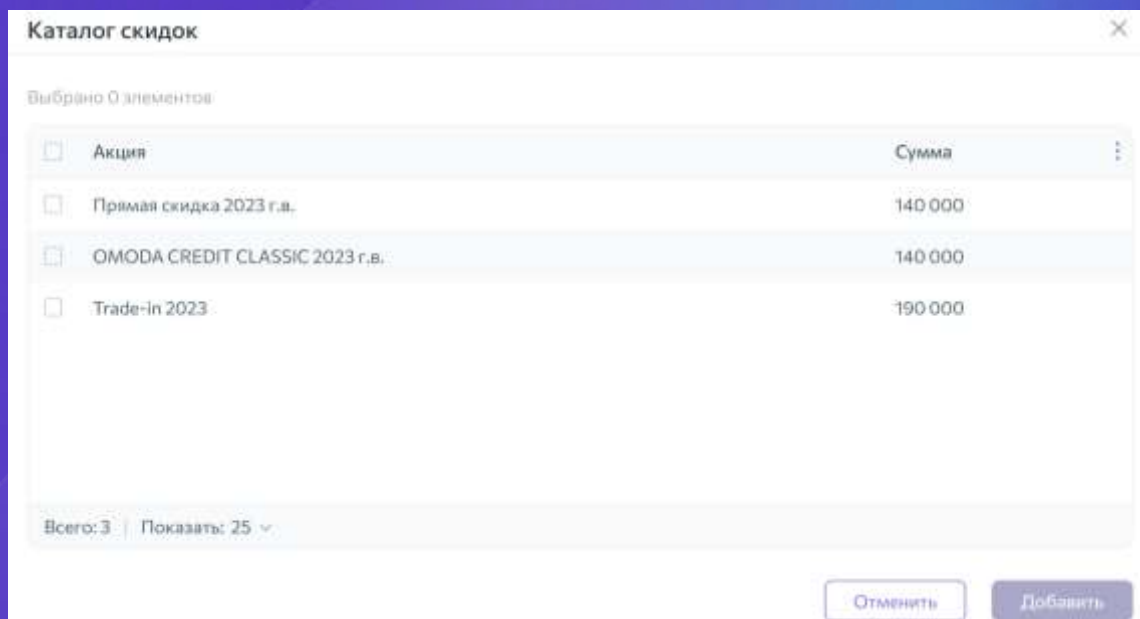 Каталог скидок
Выбрано 0 элементов
Акция Сумма
Прямая скидка 2023 г.в. 140 000
OMODA CREDIT CLASSIC 2023 г.в. 140 000
Trade-in 2023 190 000
Всего: 3 | Показать: 25
Отменить Добавить